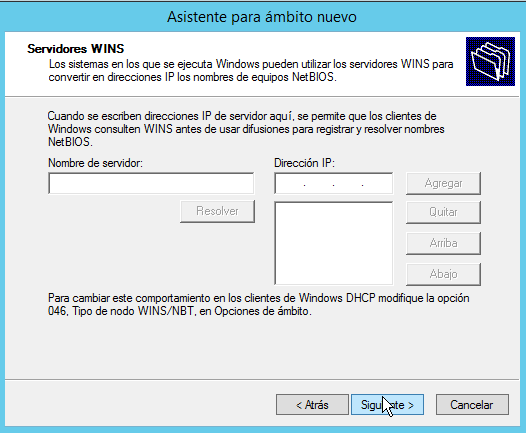 Asistente para ámbito nuevo
Servidores WINS
Los sistemas en los que se ejecuta Windows pueden utilizar los servidores WINS para
convertir en direcciones IP los nombres de equipos NetBIOS.
Cuando se escriben direcciones IP de servidor aquí, se permite que los clientes de
Windows consulten WINS antes de usar difusiones para registrar y resolver nombres
NetBIOS.
Nombre de servidor: Dirección IP:
. . . Agregar
Resolver Quitar
Arriba
Abajo
Para cambiar este comportamiento en los clientes de Windows DHCP modifique la opción
046, Tipo de nodo WINS/NBT, en Opciones de ámbito.
< Atrás Siguiente > Cancelar